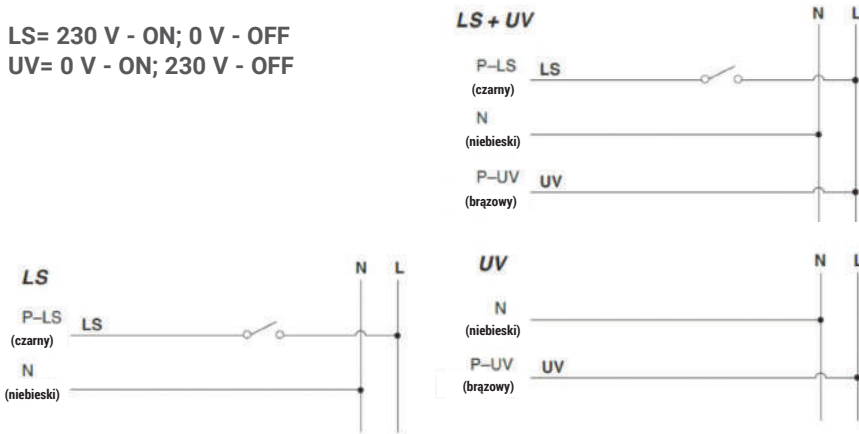 LS= 230 V - ON; 0 V - OFF
UV= 0 V - ON; 230 V - OFF
LS + UV
N L
P–LS LS
(czarny)
N
(niebieski)
P–UV UV
(brązowy)
LS
N L
P–LS LS
(czarny)
N
(niebieski)
UV
N L
N
(niebieski)
P–UV UV
(brązowy)